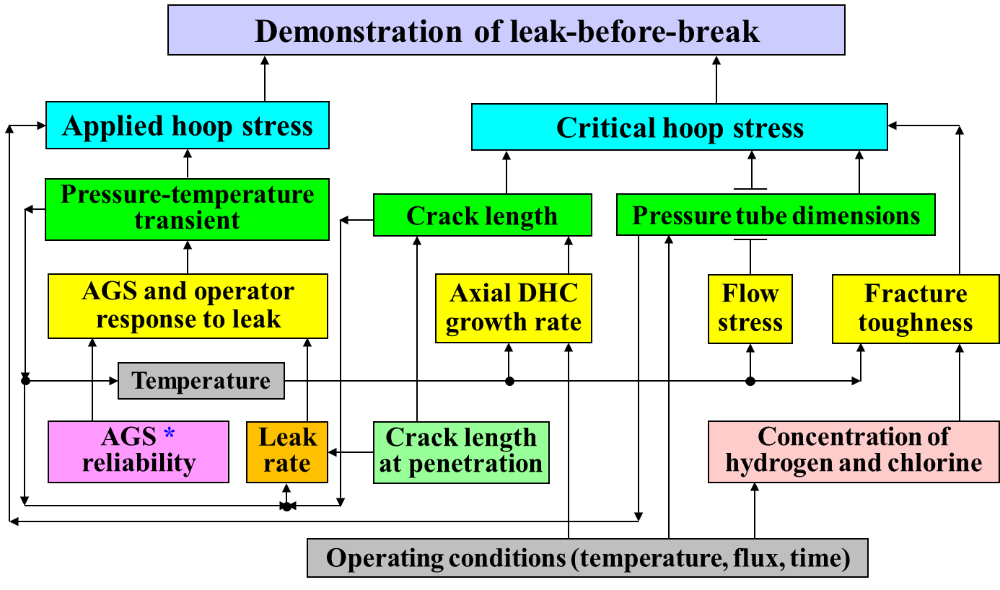 Demonstration of leak-before-break
Applied hoop stress
Critical hoop stress
Pressure-temperature
transient
Crack length
Pressure tube dimensions
AGS and operator
response to leak
Axial DHC
growth rate
Flow
stress
Fracture
toughness
Temperature
AGS *
reliability
Leak
rate
Crack length
at penetration
Concentration of
hydrogen and chlorine
Operating conditions (temperature, flux, time)